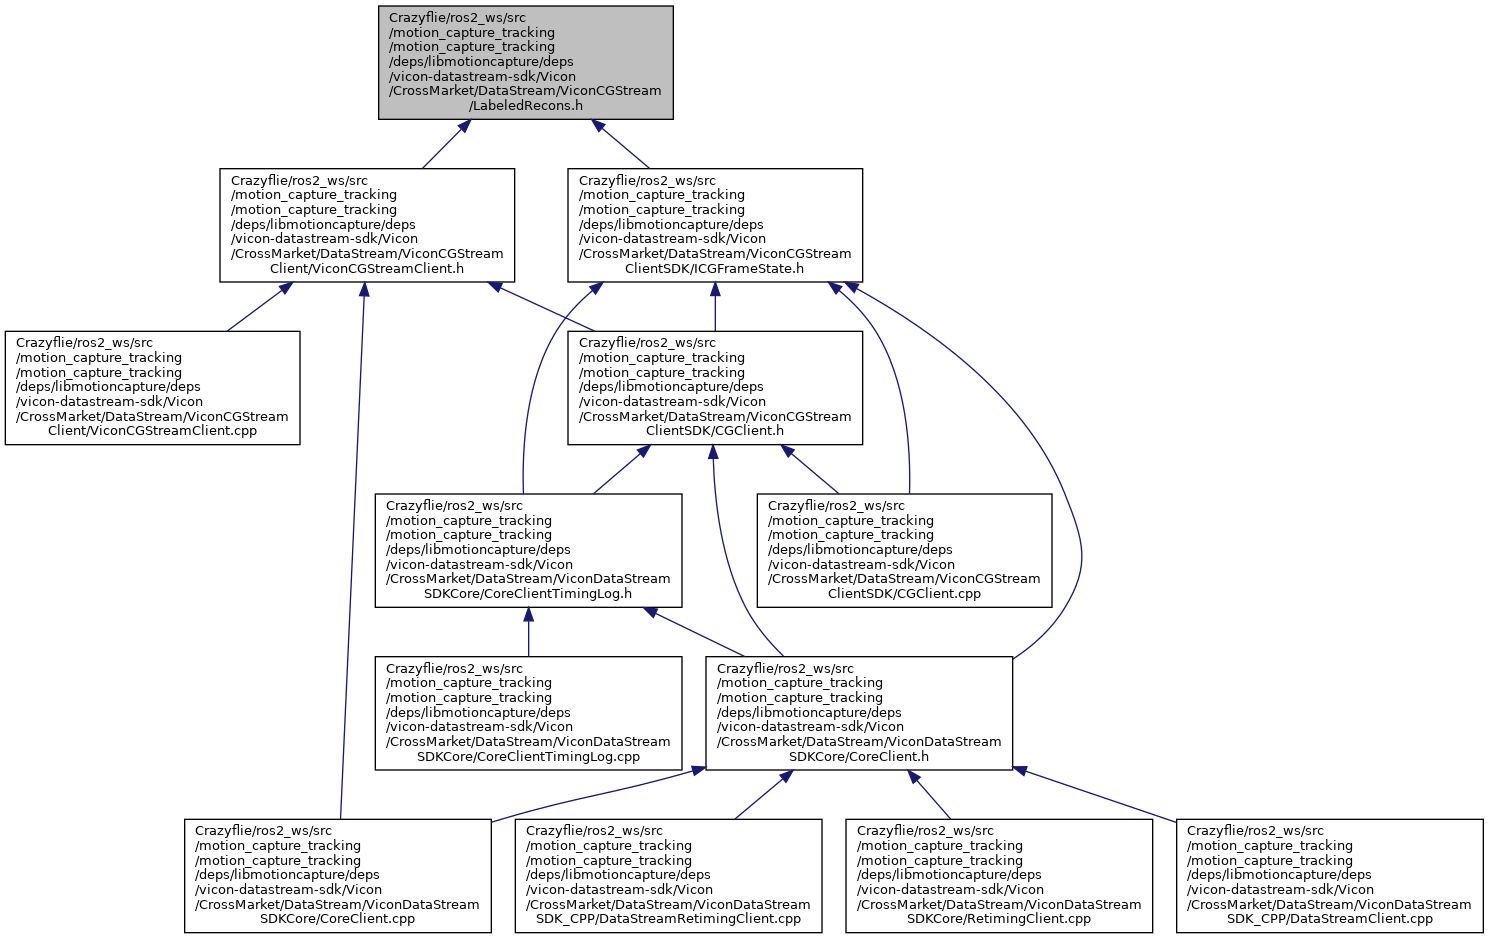 Crazyflie/ros2_ws/src
/motion_capture_tracking
/motion_capture_tracking
/deps/libmotioncapture/deps
/vicon-datastream-sdk/Vicon
/CrossMarket/DataStream/ViconCGStream
/LabeledRecons.h
Crazyflie/ros2_ws/src
/motion_capture_tracking
/motion_capture_tracking
/deps/libmotioncapture/deps
/vicon-datastream-sdk/Vicon
/CrossMarket/DataStream/ViconCGStream
Client/ViconCGStreamClient.h
Crazyflie/ros2_ws/src
/motion_capture_tracking
/motion_capture_tracking
/deps/libmotioncapture/deps
/vicon-datastream-sdk/Vicon
/CrossMarket/DataStream/ViconCGStream
ClientSDK/ICGFrameState.h
Crazyflie/ros2_ws/src
/motion_capture_tracking
/motion_capture_tracking
/deps/libmotioncapture/deps
/vicon-datastream-sdk/Vicon
/CrossMarket/DataStream/ViconCGStream
Client/ViconCGStreamClient.cpp
Crazyflie/ros2_ws/src
/motion_capture_tracking
/motion_capture_tracking
/deps/libmotioncapture/deps
/vicon-datastream-sdk/Vicon
/CrossMarket/DataStream/ViconCGStream
ClientSDK/CGClient.h
Crazyflie/ros2_ws/src
/motion_capture_tracking
/motion_capture_tracking
/deps/libmotioncapture/deps
/vicon-datastream-sdk/Vicon
/CrossMarket/DataStream/ViconDataStream
SDKCore/CoreClientTimingLog.h
Crazyflie/ros2_ws/src
/motion_capture_tracking
/motion_capture_tracking
/deps/libmotioncapture/deps
/vicon-datastream-sdk/Vicon
/CrossMarket/DataStream/ViconCGStream
ClientSDK/CGClient.cpp
Crazyflie/ros2_ws/src
/motion_capture_tracking
/motion_capture_tracking
/deps/libmotioncapture/deps
/vicon-datastream-sdk/Vicon
/CrossMarket/DataStream/ViconDataStream
SDKCore/CoreClientTimingLog.cpp
Crazyflie/ros2_ws/src
/motion_capture_tracking
/motion_capture_tracking
/deps/libmotioncapture/deps
/vicon-datastream-sdk/Vicon
/CrossMarket/DataStream/ViconDataStream
SDKCore/CoreClient.h
Crazyflie/ros2_ws/src
/motion_capture_tracking
/motion_capture_tracking
/deps/libmotioncapture/deps
/vicon-datastream-sdk/Vicon
/CrossMarket/DataStream/ViconDataStream
SDKCore/CoreClient.cpp
Crazyflie/ros2_ws/src
/motion_capture_tracking
/motion_capture_tracking
/deps/libmotioncapture/deps
/vicon-datastream-sdk/Vicon
/CrossMarket/DataStream/ViconDataStream
SDK_CPP/DataStreamRetimingClient.cpp
Crazyflie/ros2_ws/src
/motion_capture_tracking
/motion_capture_tracking
/deps/libmotioncapture/deps
/vicon-datastream-sdk/Vicon
/CrossMarket/DataStream/ViconDataStream
SDKCore/RetimingClient.cpp
Crazyflie/ros2_ws/src
/motion_capture_tracking
/motion_capture_tracking
/deps/libmotioncapture/deps
/vicon-datastream-sdk/Vicon
/CrossMarket/DataStream/ViconDataStream
SDK_CPP/DataStreamClient.cpp